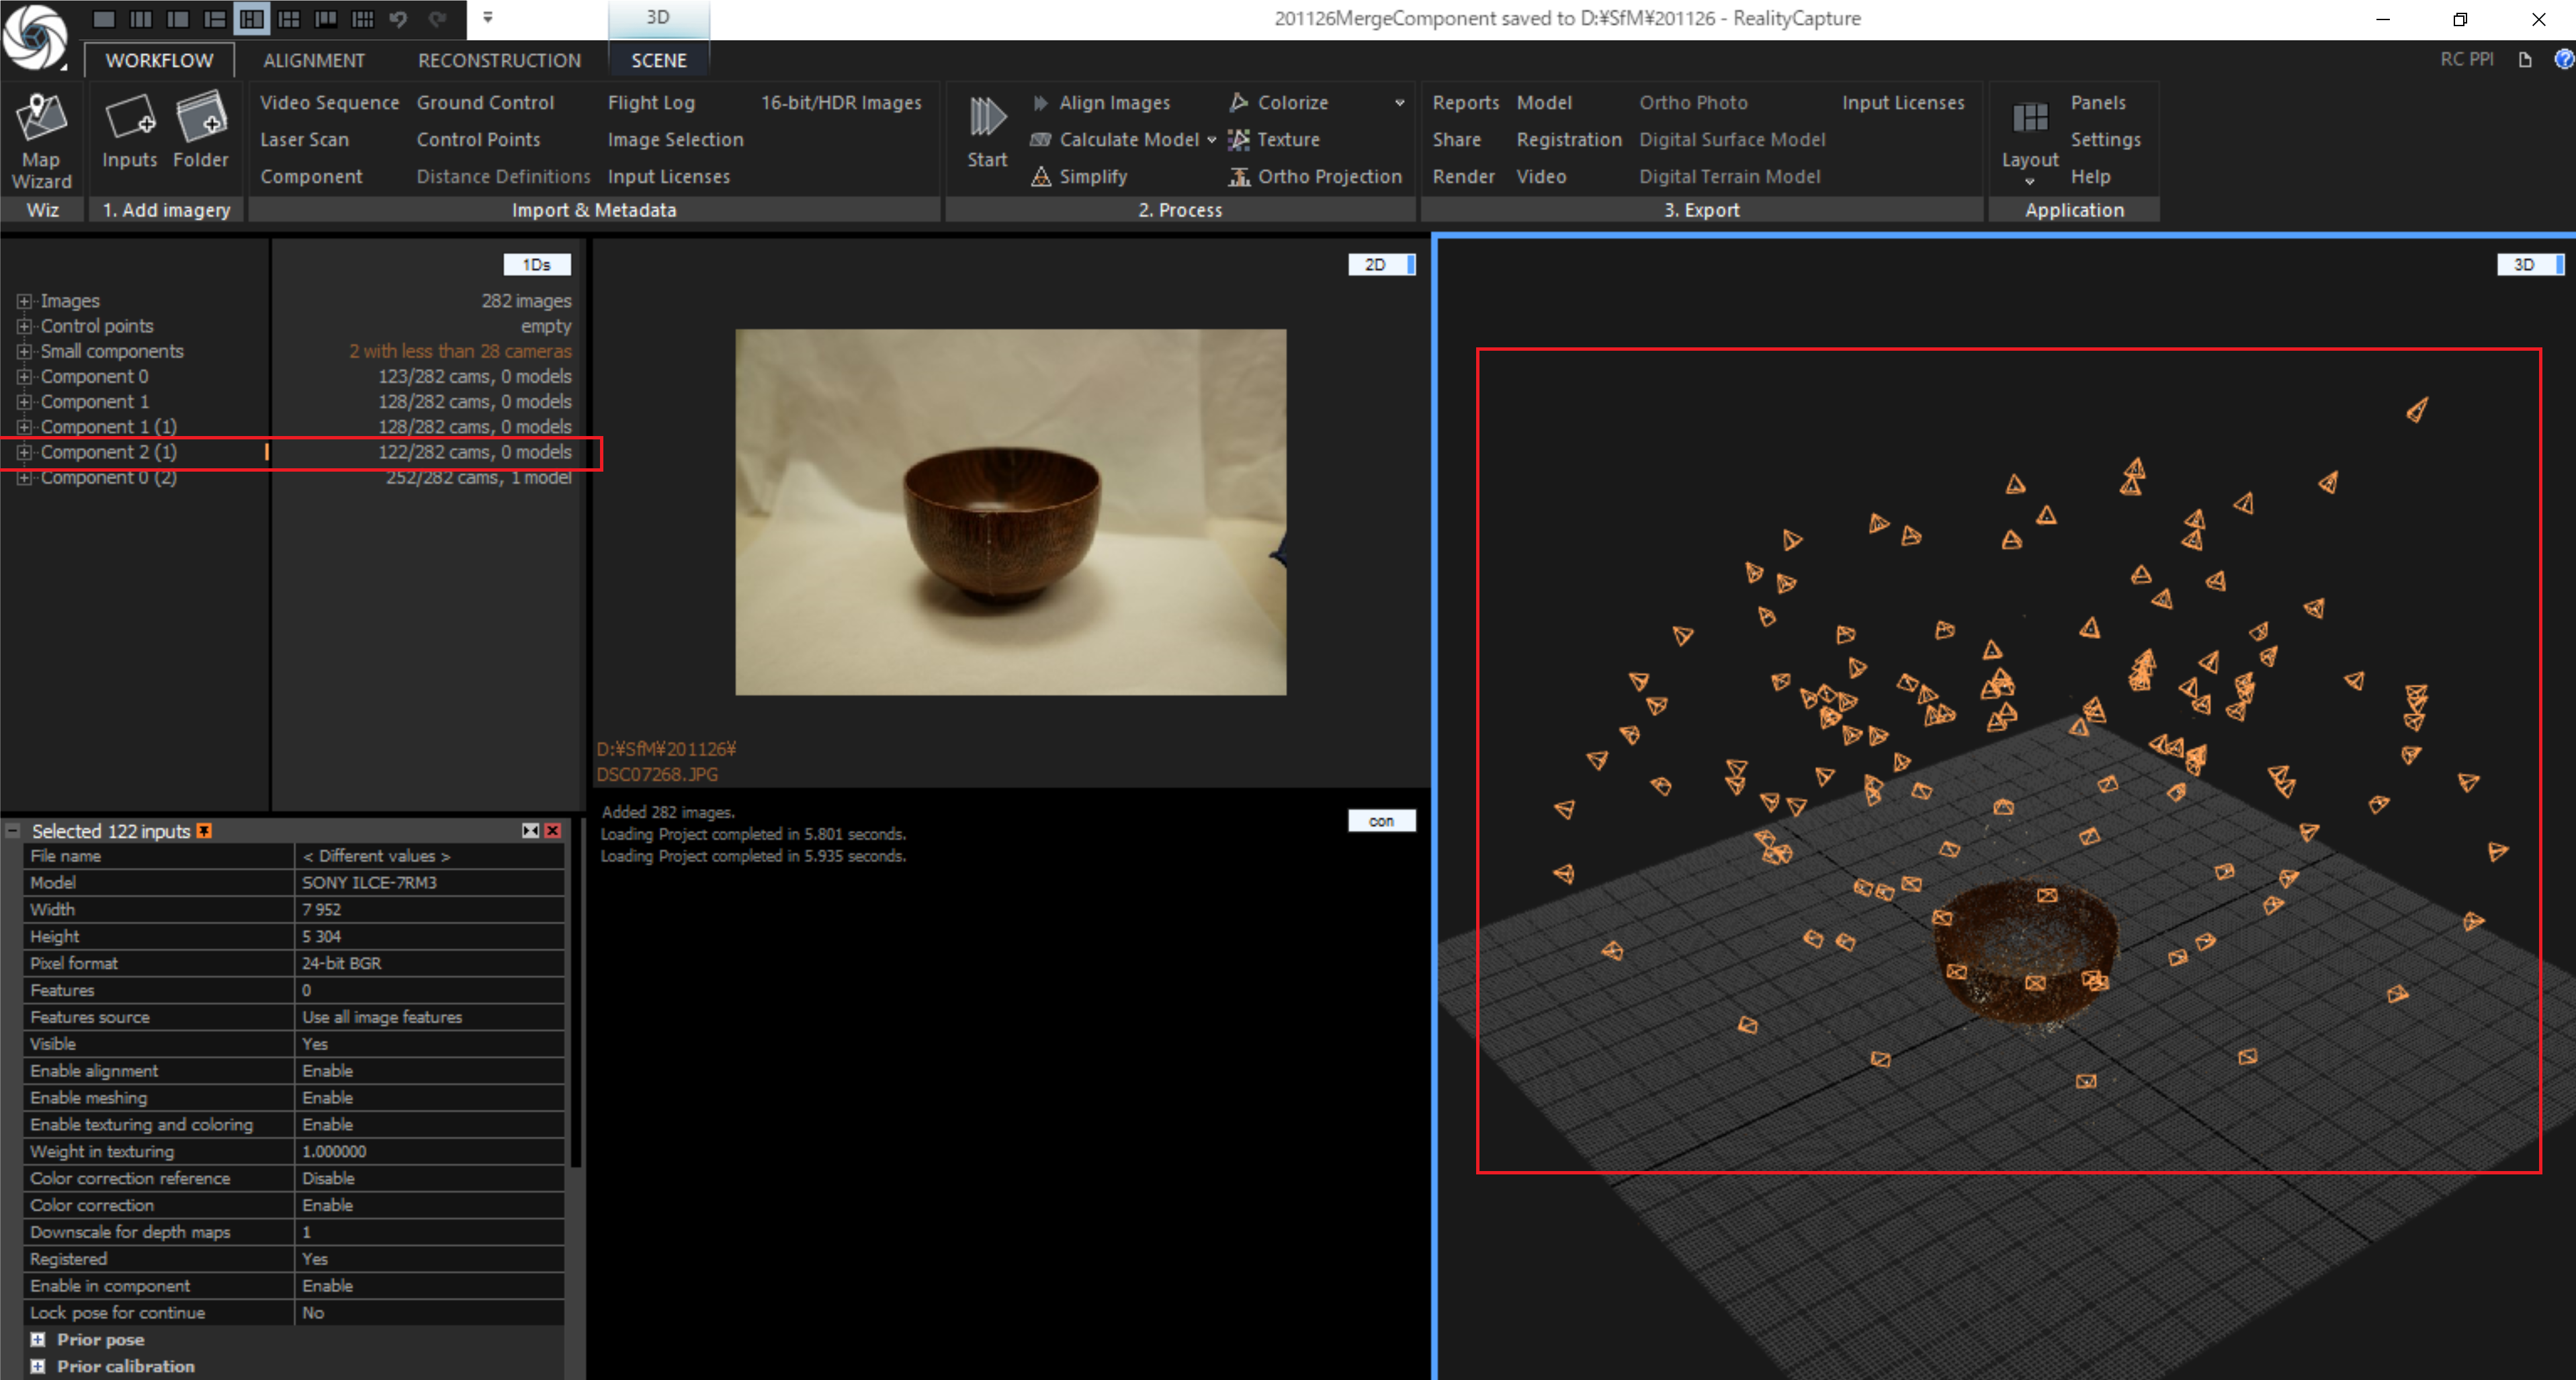 3D
201126MergeComponent saved to D:¥SfM¥201126 - RealityCapture
WORKFLOW
ALIGNMENT
RECONSTRUCTION
SCENE
RC PPI
Map Wizard
Inputs
Folder
Video Sequence
Ground Control
Flight Log
16-bit/HDR Images
Laser Scan
Control Points
Image Selection
Component
Distance Definitions
Input Licenses
Start
Align Images
Colorize
Calculate Model
Texture
Simplify
Ortho Projection
Reports
Model
Ortho Photo
Input Licenses
Share
Registration
Digital Surface Model
Render
Video
Digital Terrain Model
Layout
Panels
Settings
Help
Wiz
1. Add imagery
Import & Metadata
2. Process
3. Export
Application
1Ds
Images 282 images
Control points empty
Small components 2 with less than 28 cameras
Component 0 123/282 cams, 0 models
Component 1 128/282 cams, 0 models
Component 1 (1) 128/282 cams, 0 models
Component 2 (1) 122/282 cams, 0 models
Component 0 (2) 252/282 cams, 1 model
2D
D:¥SfM¥201126¥
DSC07268.JPG
3D
con
Added 282 images.
Loading Project completed in 5.801 seconds.
Loading Project completed in 5.935 seconds.
Selected 122 inputs
File name < Different values >
Model SONY ILCE-7RM3
Width 7 952
Height 5 304
Pixel format 24-bit BGR
Features 0
Features source Use all image features
Visible Yes
Enable alignment Enable
Enable meshing Enable
Enable texturing and coloring Enable
Weight in texturing 1.000000
Color correction reference Disable
Color correction Enable
Downscale for depth maps 1
Registered Yes
Enable in component Enable
Lock pose for continue No
Prior pose
Prior calibration